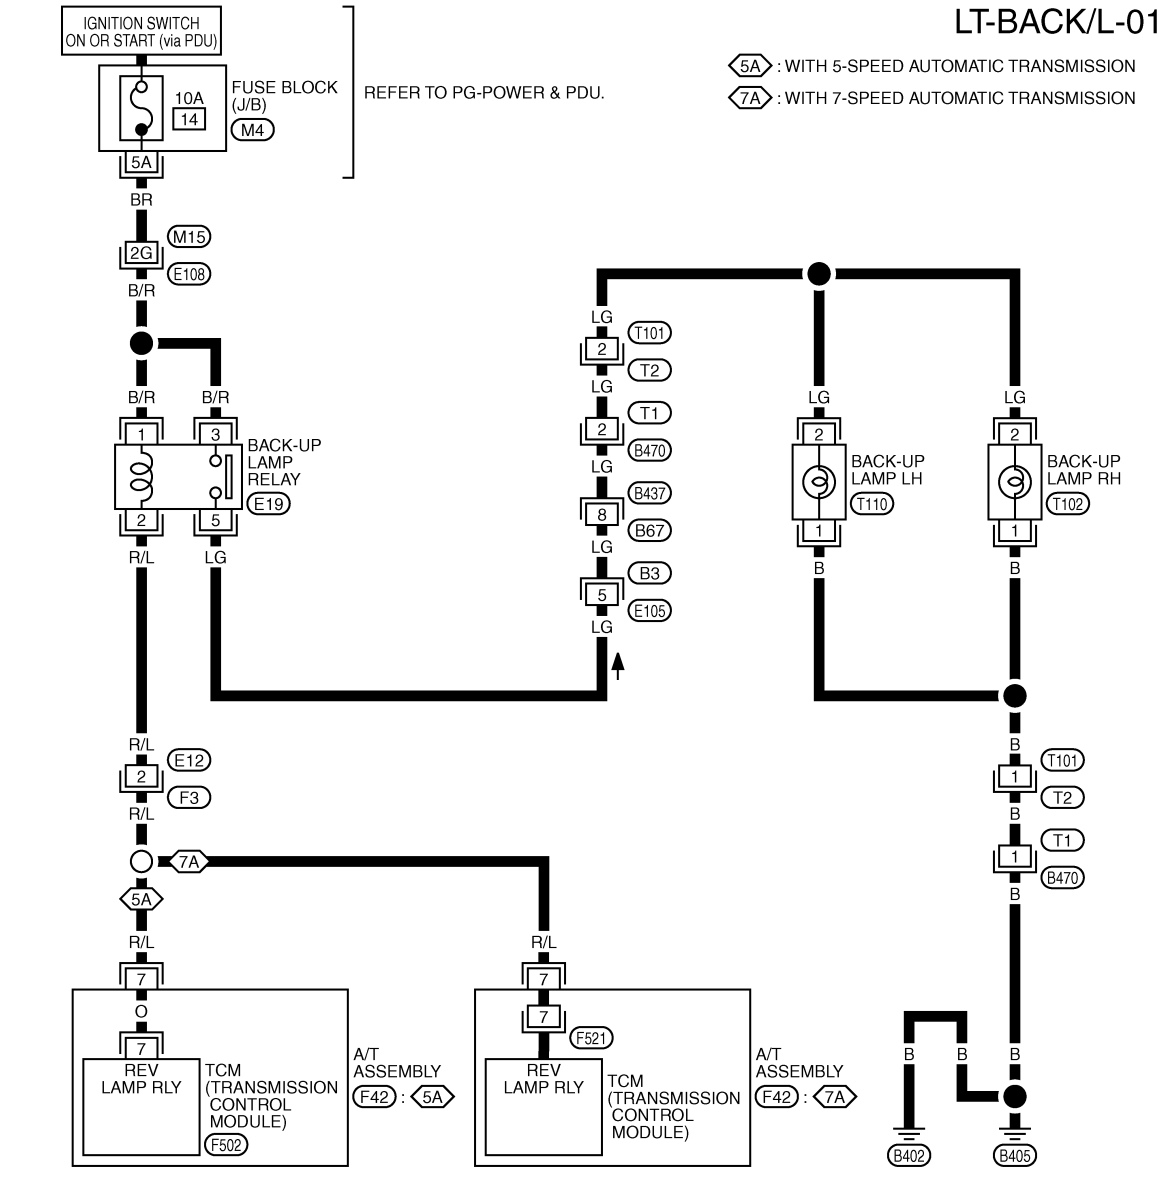 LT-BACK/L-01
IGNITION SWITCH
ON OR START (via PDU)
5A : WITH 5-SPEED AUTOMATIC TRANSMISSION
7A : WITH 7-SPEED AUTOMATIC TRANSMISSION
10A
14
FUSE BLOCK
(J/B)
M4
REFER TO PG-POWER & PDU.
5A
BR
M15
2G
E108
B/R
B/R
B/R
1
3
BACK-UP
LAMP
RELAY
E19
2
5
R/L
LG
LG
T101
2
T2
LG
T1
2
B470
LG
B437
8
B67
LG
B3
5
E105
LG
LG
LG
2
2
BACK-UP
LAMP LH
T110
BACK-UP
LAMP RH
T102
1
1
B
B
R/L
E12
2
F3
R/L
7A
5A
R/L
R/L
7
7
O
7
7
F521
REV
LAMP RLY
TCM
(TRANSMISSION
CONTROL
MODULE)
F502
A/T
ASSEMBLY
F42 : 5A
REV
LAMP RLY
TCM
(TRANSMISSION
CONTROL
MODULE)
A/T
ASSEMBLY
F42 : 7A
B
T101
1
T2
B
T1
1
B470
B
B
B
B
B402
B405